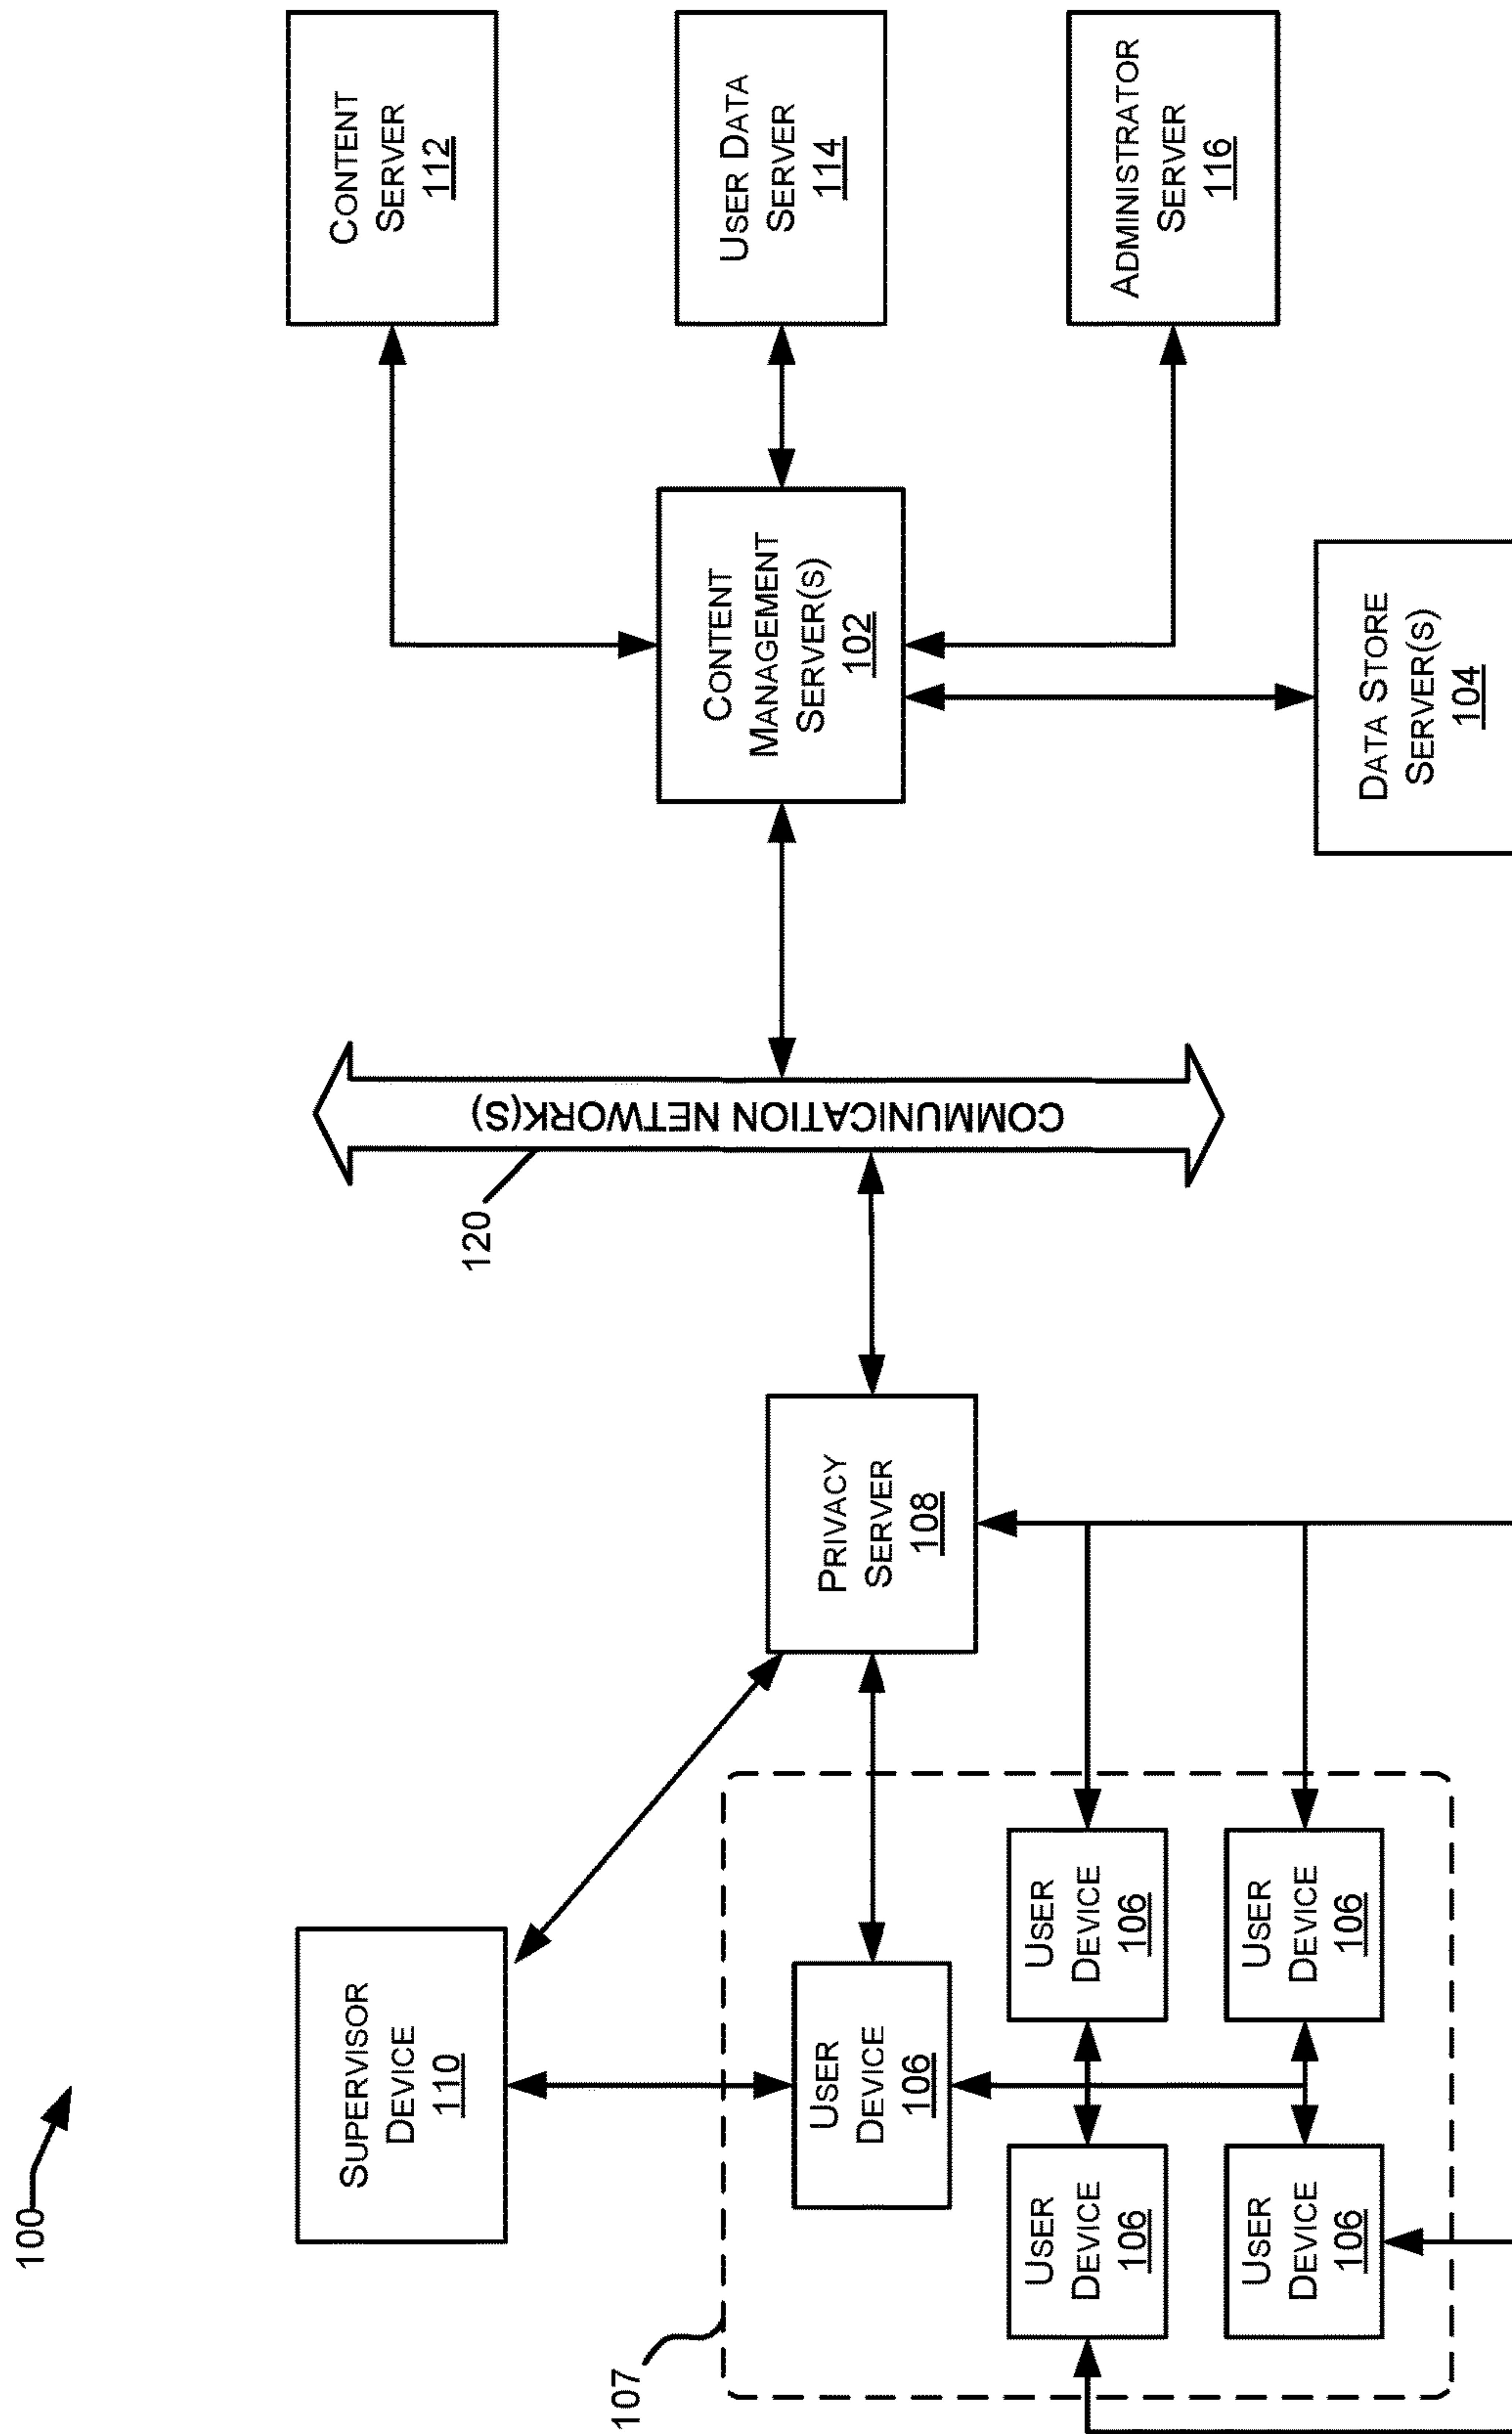 100
SUPERVISOR
DEVICE
110
107
USER
DEVICE
106
USER
DEVICE
106
USER
DEVICE
106
USER
DEVICE
106
USER
DEVICE
106
PRIVACY
SERVER
108
120
COMMUNICATION NETWORK(S)
CONTENT
MANAGEMENT
SERVER(S)
102
DATA STORE
SERVER(S)
104
CONTENT
SERVER
112
USER DATA
SERVER
114
ADMINISTRATOR
SERVER
116